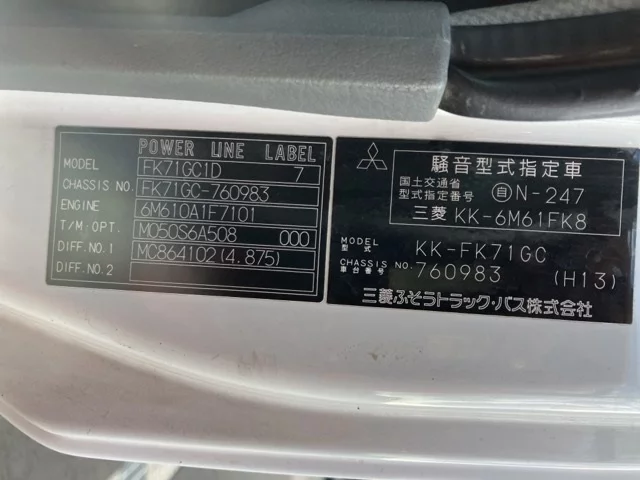 POWER LINE LABEL
MODEL FK71GC1D 7
CHASSIS NO. FK71GC-760983
ENGINE 6M610A1F7101
T/M·OPT. M050S6A508 000
DIFF.NO.1 MC864102(4.875)
DIFF.NO.2
騒音型式指定車
国土交通省
型式指定番号 自N-247
三菱 KK-6M61FK8
MODEL
型式 KK-FK71GC
CHASSIS NO.
車台番号 760983 (H13)
三菱ふそうトラック・バス株式会社